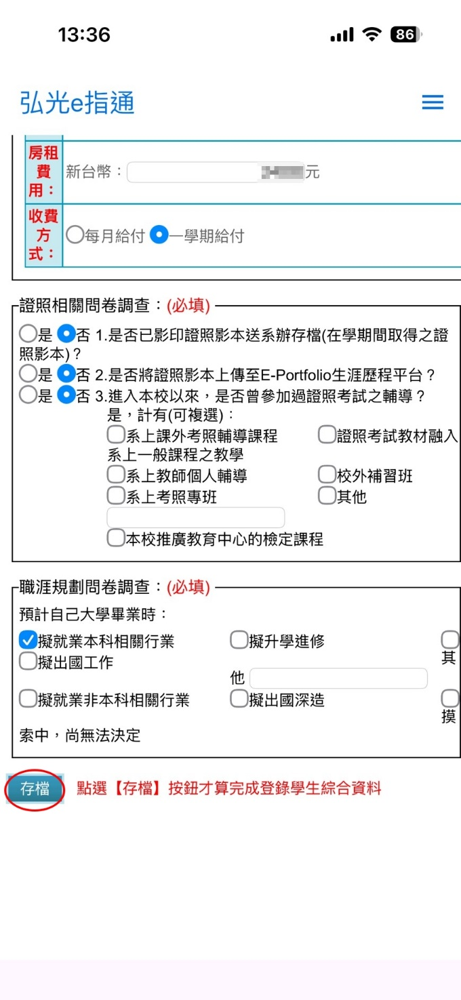 13:36
86
弘光e指通
房租
費
用：
新台幣：
元
收費
方
式：
每月給付 一學期給付
證照相關問卷調查：(必填)
是 否 1.是否已影印證照影本送系辦存檔(在學期間取得之證
照影本)？
是 否 2.是否將證照影本上傳至E-Portfolio生涯歷程平台？
是 否 3.進入本校以來，是否曾參加過證照考試之輔導？
是，計有(可複選)：
系上課外考照輔導課程 證照考試教材融入
系上一般課程之教學
系上教師個人輔導 校外補習班
系上考照專班 其他
本校推廣教育中心的檢定課程
職涯規劃問卷調查：(必填)
預計自己大學畢業時：
擬就業本科相關行業 擬升學進修
其
擬出國工作
他
擬就業非本科相關行業 擬出國深造
摸
索中，尚無法決定
存檔 點選【存檔】按鈕才算完成登錄學生綜合資料